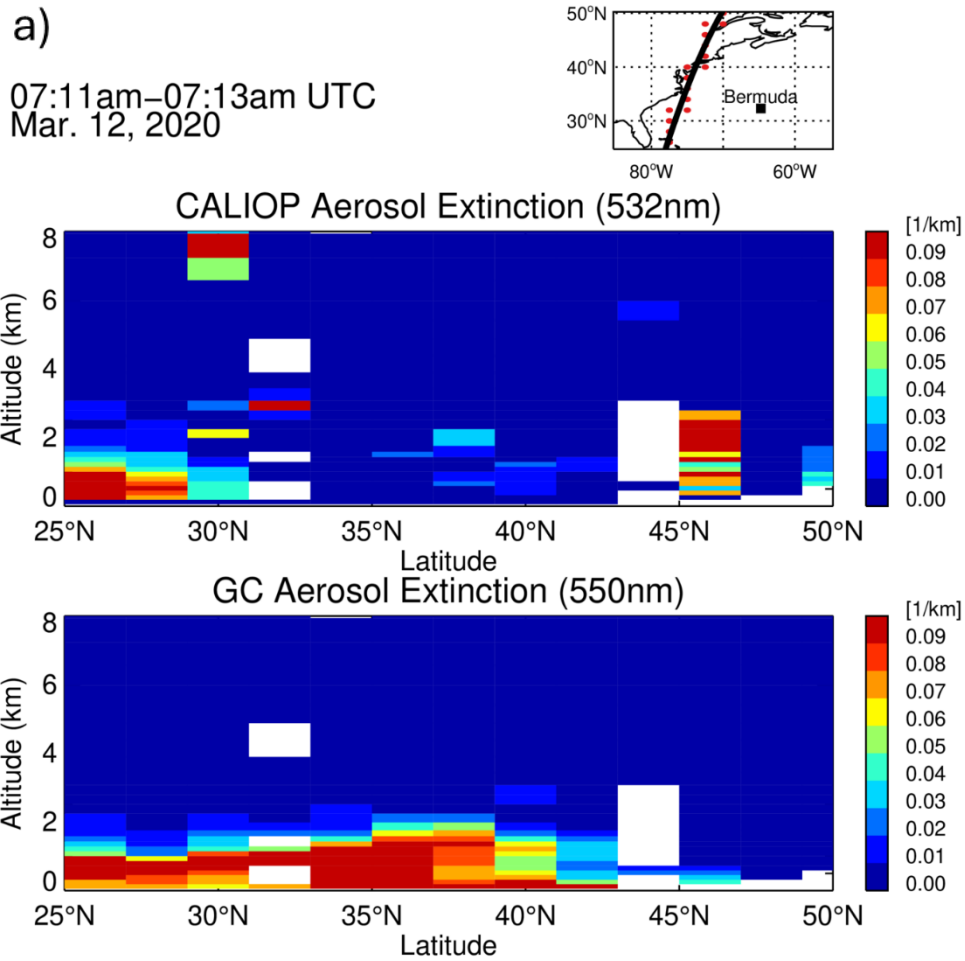 a)
07:11am–07:13am UTC
Mar. 12, 2020
50°N
40°N
30°N
Bermuda
80°W 60°W
CALIOP Aerosol Extinction (532nm)
[1/km]
8
6
4
2
0
Altitude (km)
0.09
0.08
0.07
0.06
0.05
0.04
0.03
0.02
0.01
0.00
25°N 30°N 35°N 40°N 45°N 50°N
Latitude
GC Aerosol Extinction (550nm)
[1/km]
8
6
4
2
0
Altitude (km)
0.09
0.08
0.07
0.06
0.05
0.04
0.03
0.02
0.01
0.00
25°N 30°N 35°N 40°N 45°N 50°N
Latitude